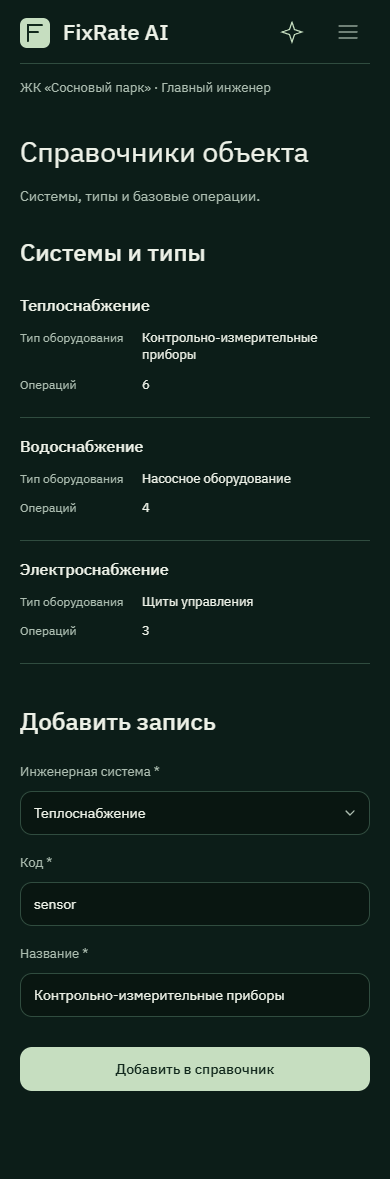 FixRate AI
ЖК «Сосновый парк» · Главный инженер
Справочники объекта
Системы, типы и базовые операции.
Системы и типы
Теплоснабжение
Тип оборудования Контрольно-измерительные
приборы
Операций 6
Водоснабжение
Тип оборудования Насосное оборудование
Операций 4
Электроснабжение
Тип оборудования Щиты управления
Операций 3
Добавить запись
Инженерная система *
Теплоснабжение
Код *
sensor
Название *
Контрольно-измерительные приборы
Добавить в справочник